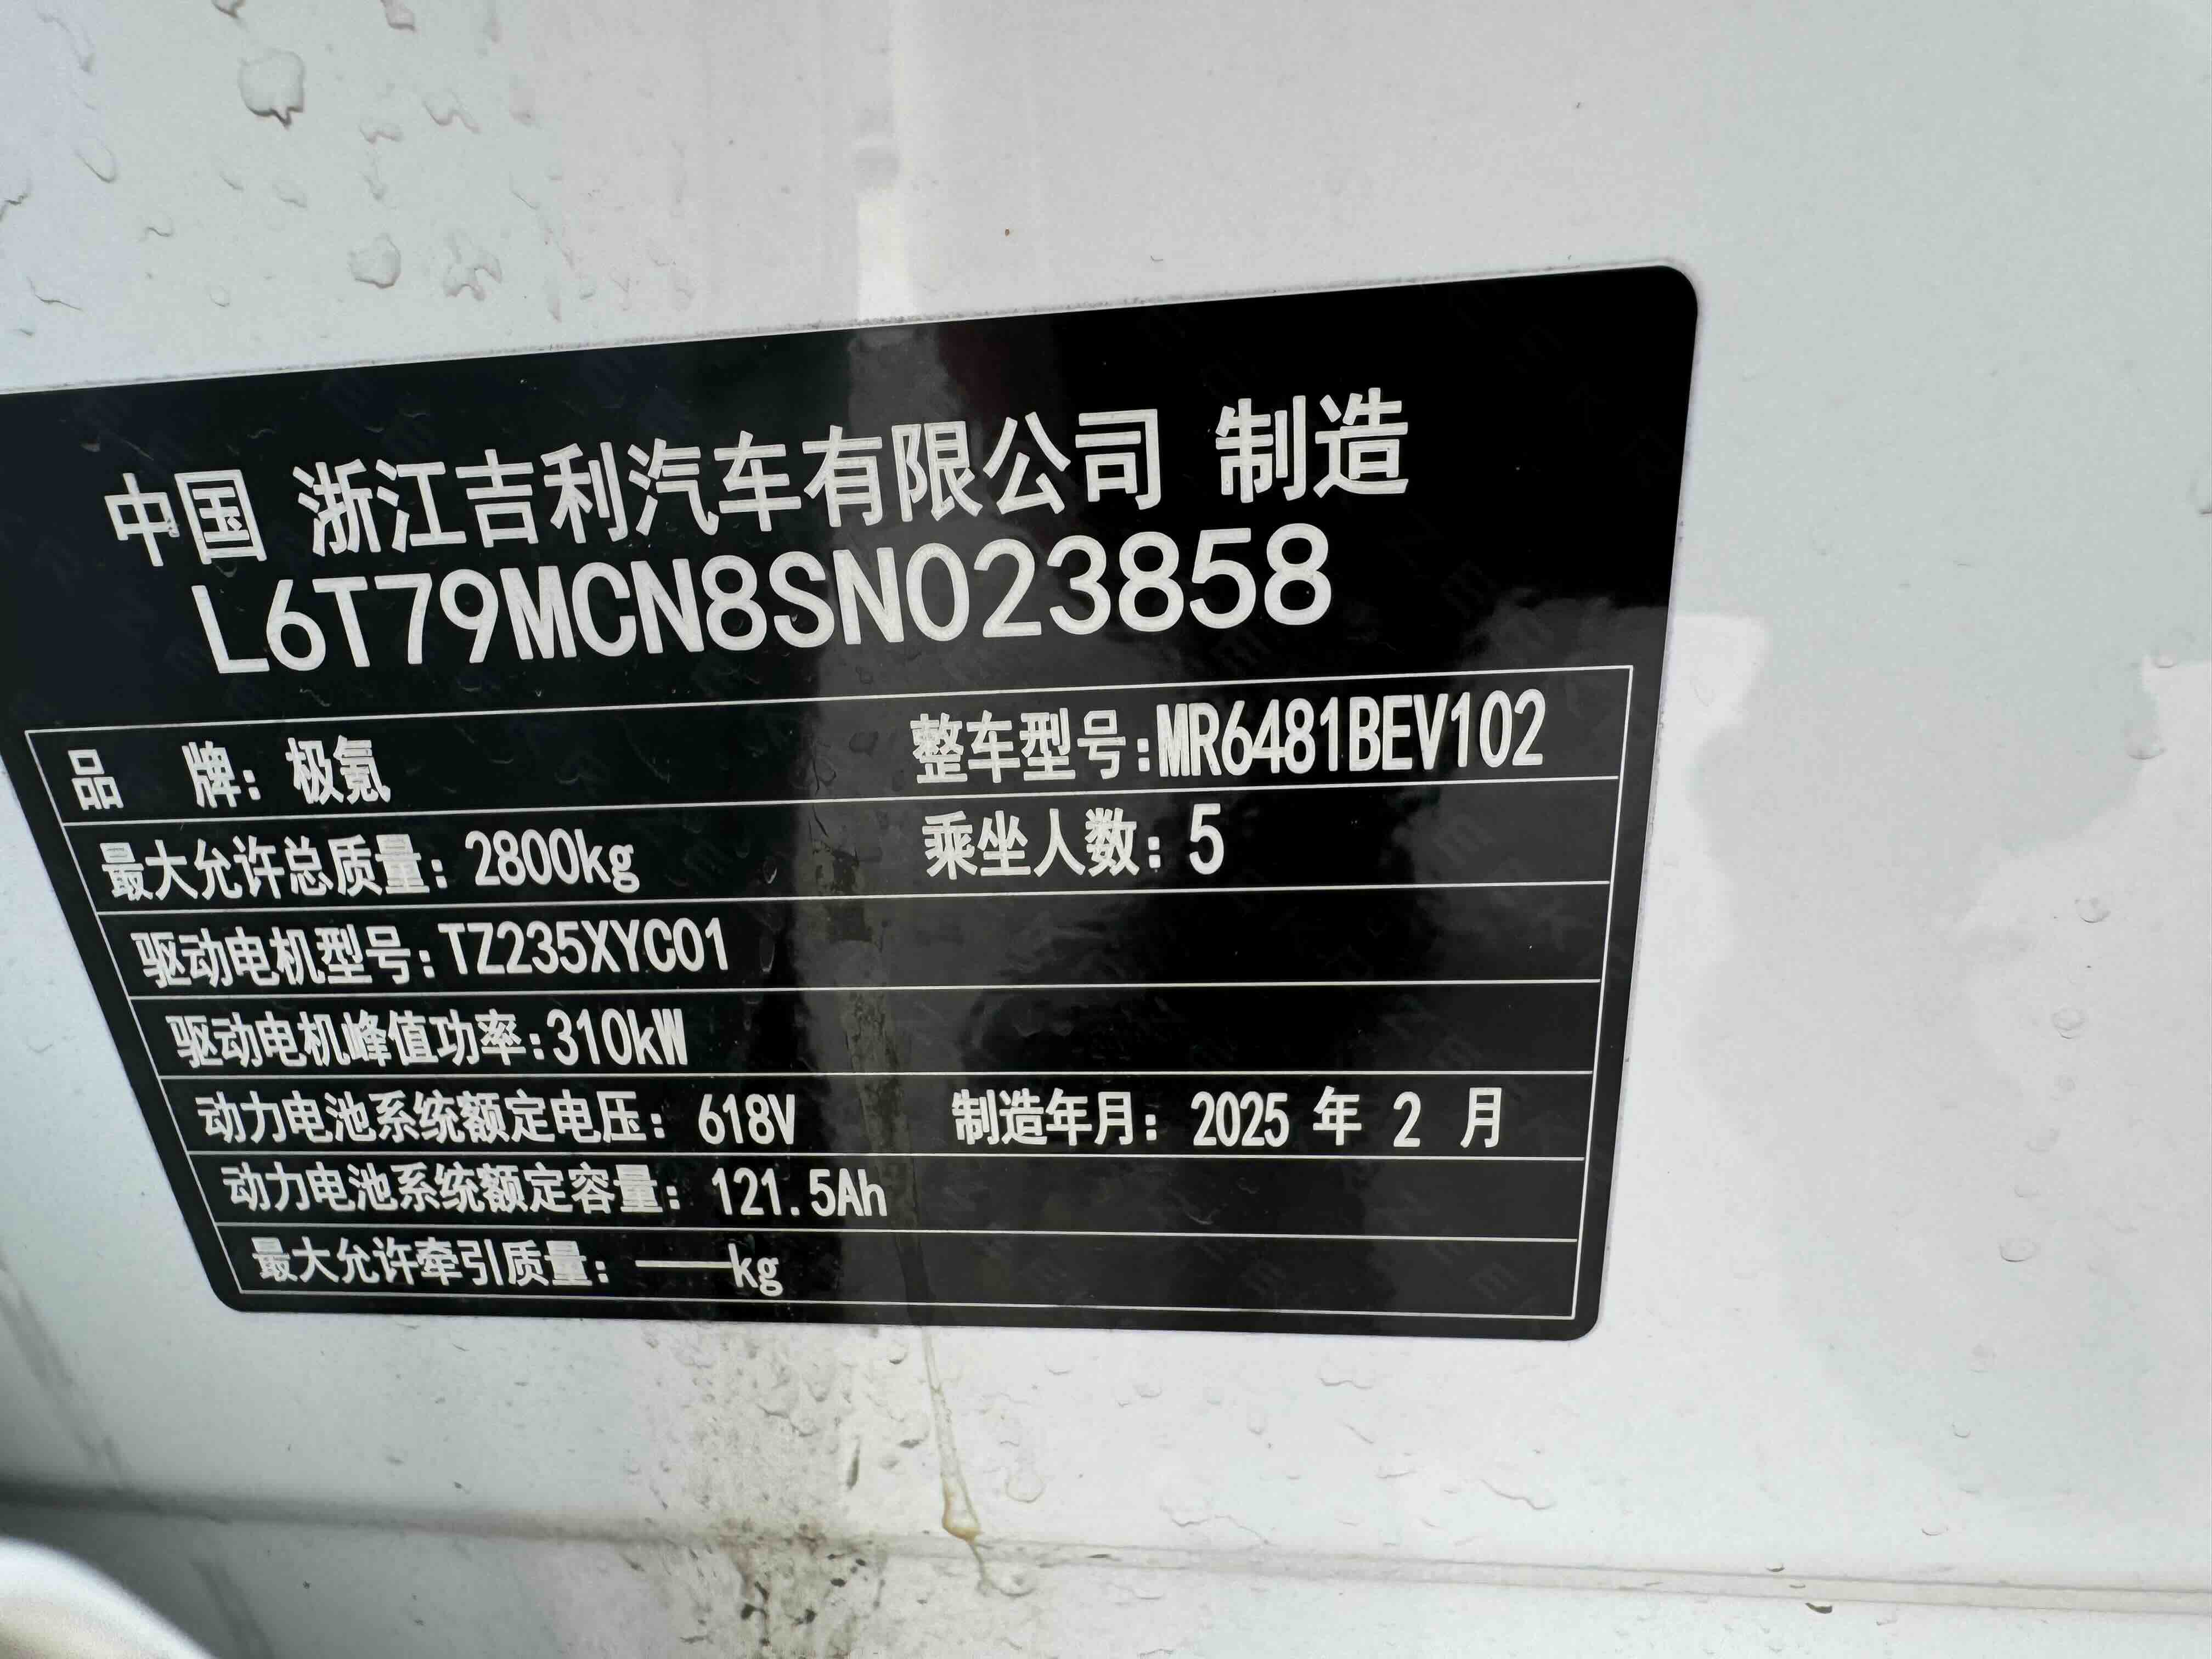 中国 浙江吉利汽车有限公司 制造
L6T79MCN8SN023858
品 牌：极氪 整车型号：MR6481BEV102
最大允许总质量：2800kg 乘坐人数：5
驱动电机型号：TZ235XYC01
驱动电机峰值功率：310kW
动力电池系统额定电压：618V 制造年月：2025 年 2 月
动力电池系统额定容量：121.5Ah
最大允许牵引质量：——kg